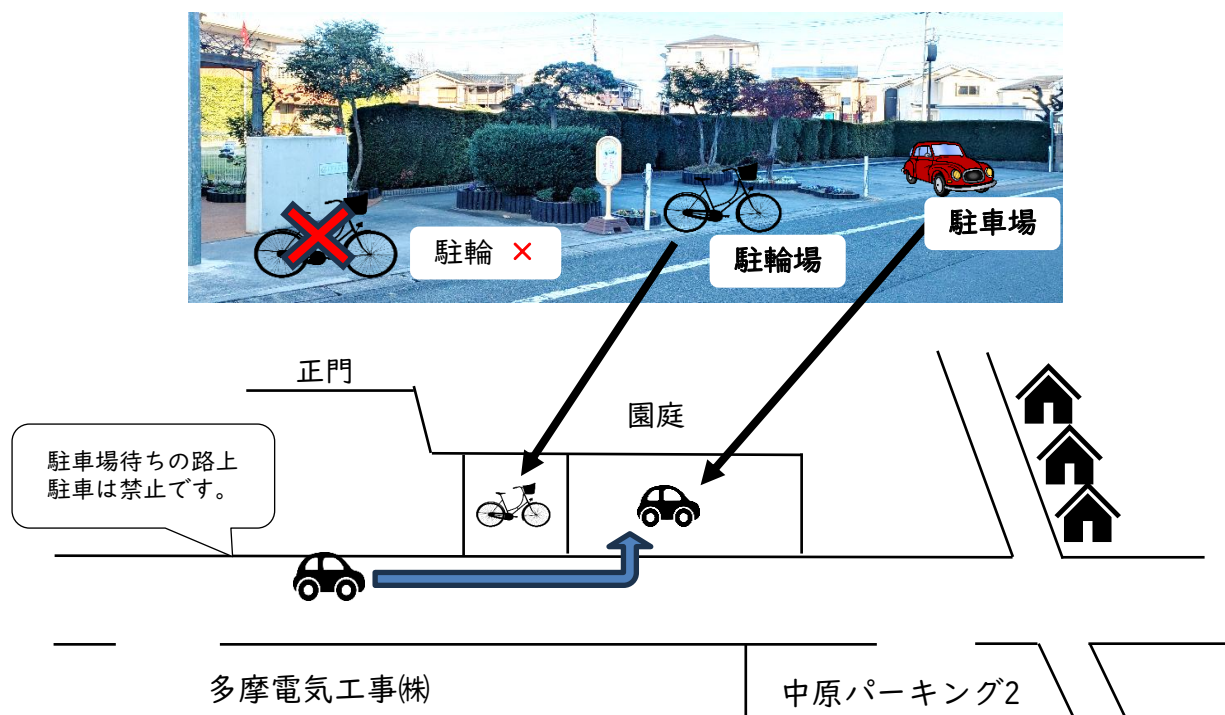 駐輪 ×
駐輪場
駐車場
正門
園庭
駐車場待ちの路上
駐車は禁止です。
多摩電気工事㈱
中原パーキング2